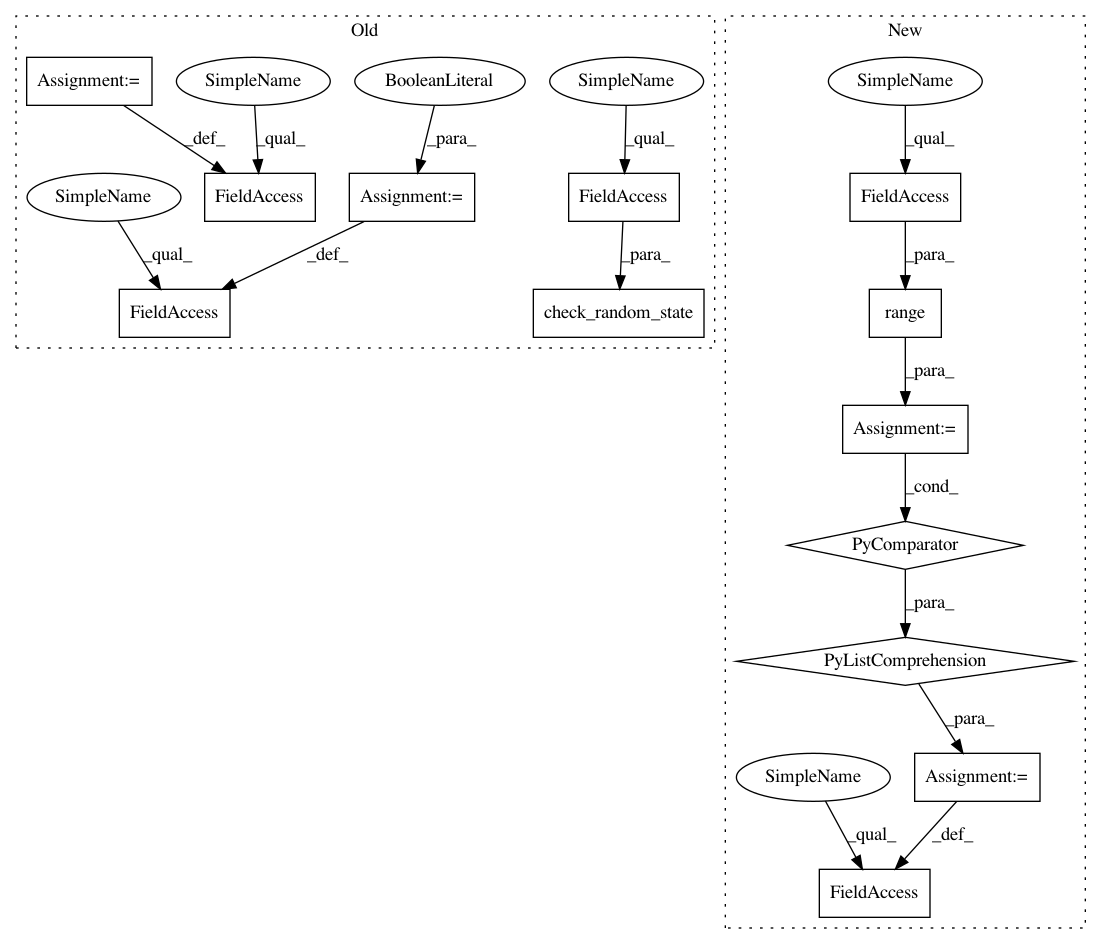 Old
New
Assignment:=
SimpleName
BooleanLiteral
SimpleName
SimpleName
_def_
_qual_
_para_
_qual_
_qual_
SimpleName
FieldAccess
Assignment:=
FieldAccess
FieldAccess
_qual_
_def_
_para_
_para_
FieldAccess
check_random_state
range
_para_
Assignment:=
_cond_
PyComparator
_para_
PyListComprehension
_para_
SimpleName
Assignment:=
_qual_
_def_
FieldAccess